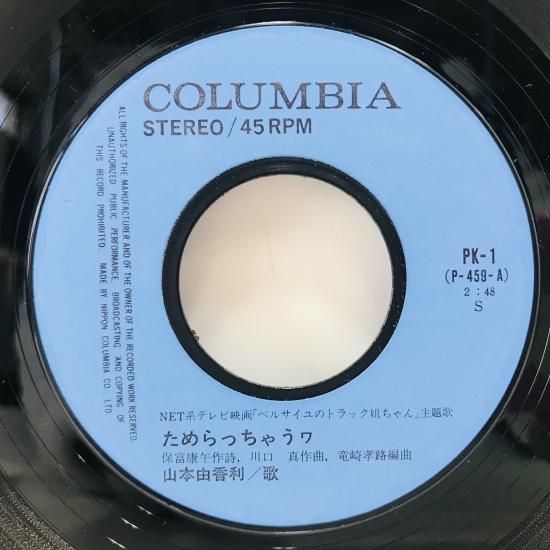 COLUMBIA
STEREO/45 RPM
ALL RIGHTS OF THE MANUFACTURER AND OF THE OWNER OF THE RECORDED WORK RESERVED.
UNAUTHORIZED PUBLIC PERFORMANCE, BROADCASTING AND COPYING OF
THIS RECORD PROHIBITED. MADE BY NIPPON COLUMBIA CO., LTD.
PK-1
(P-459-A)
2:48
S
NET系テレビ映画「ベルサイユのトラック姐ちゃん」主題歌
ためらっちゃうヮ
保富康午作詩, 川口 真作曲, 竜崎孝路編曲
山本由香利/歌